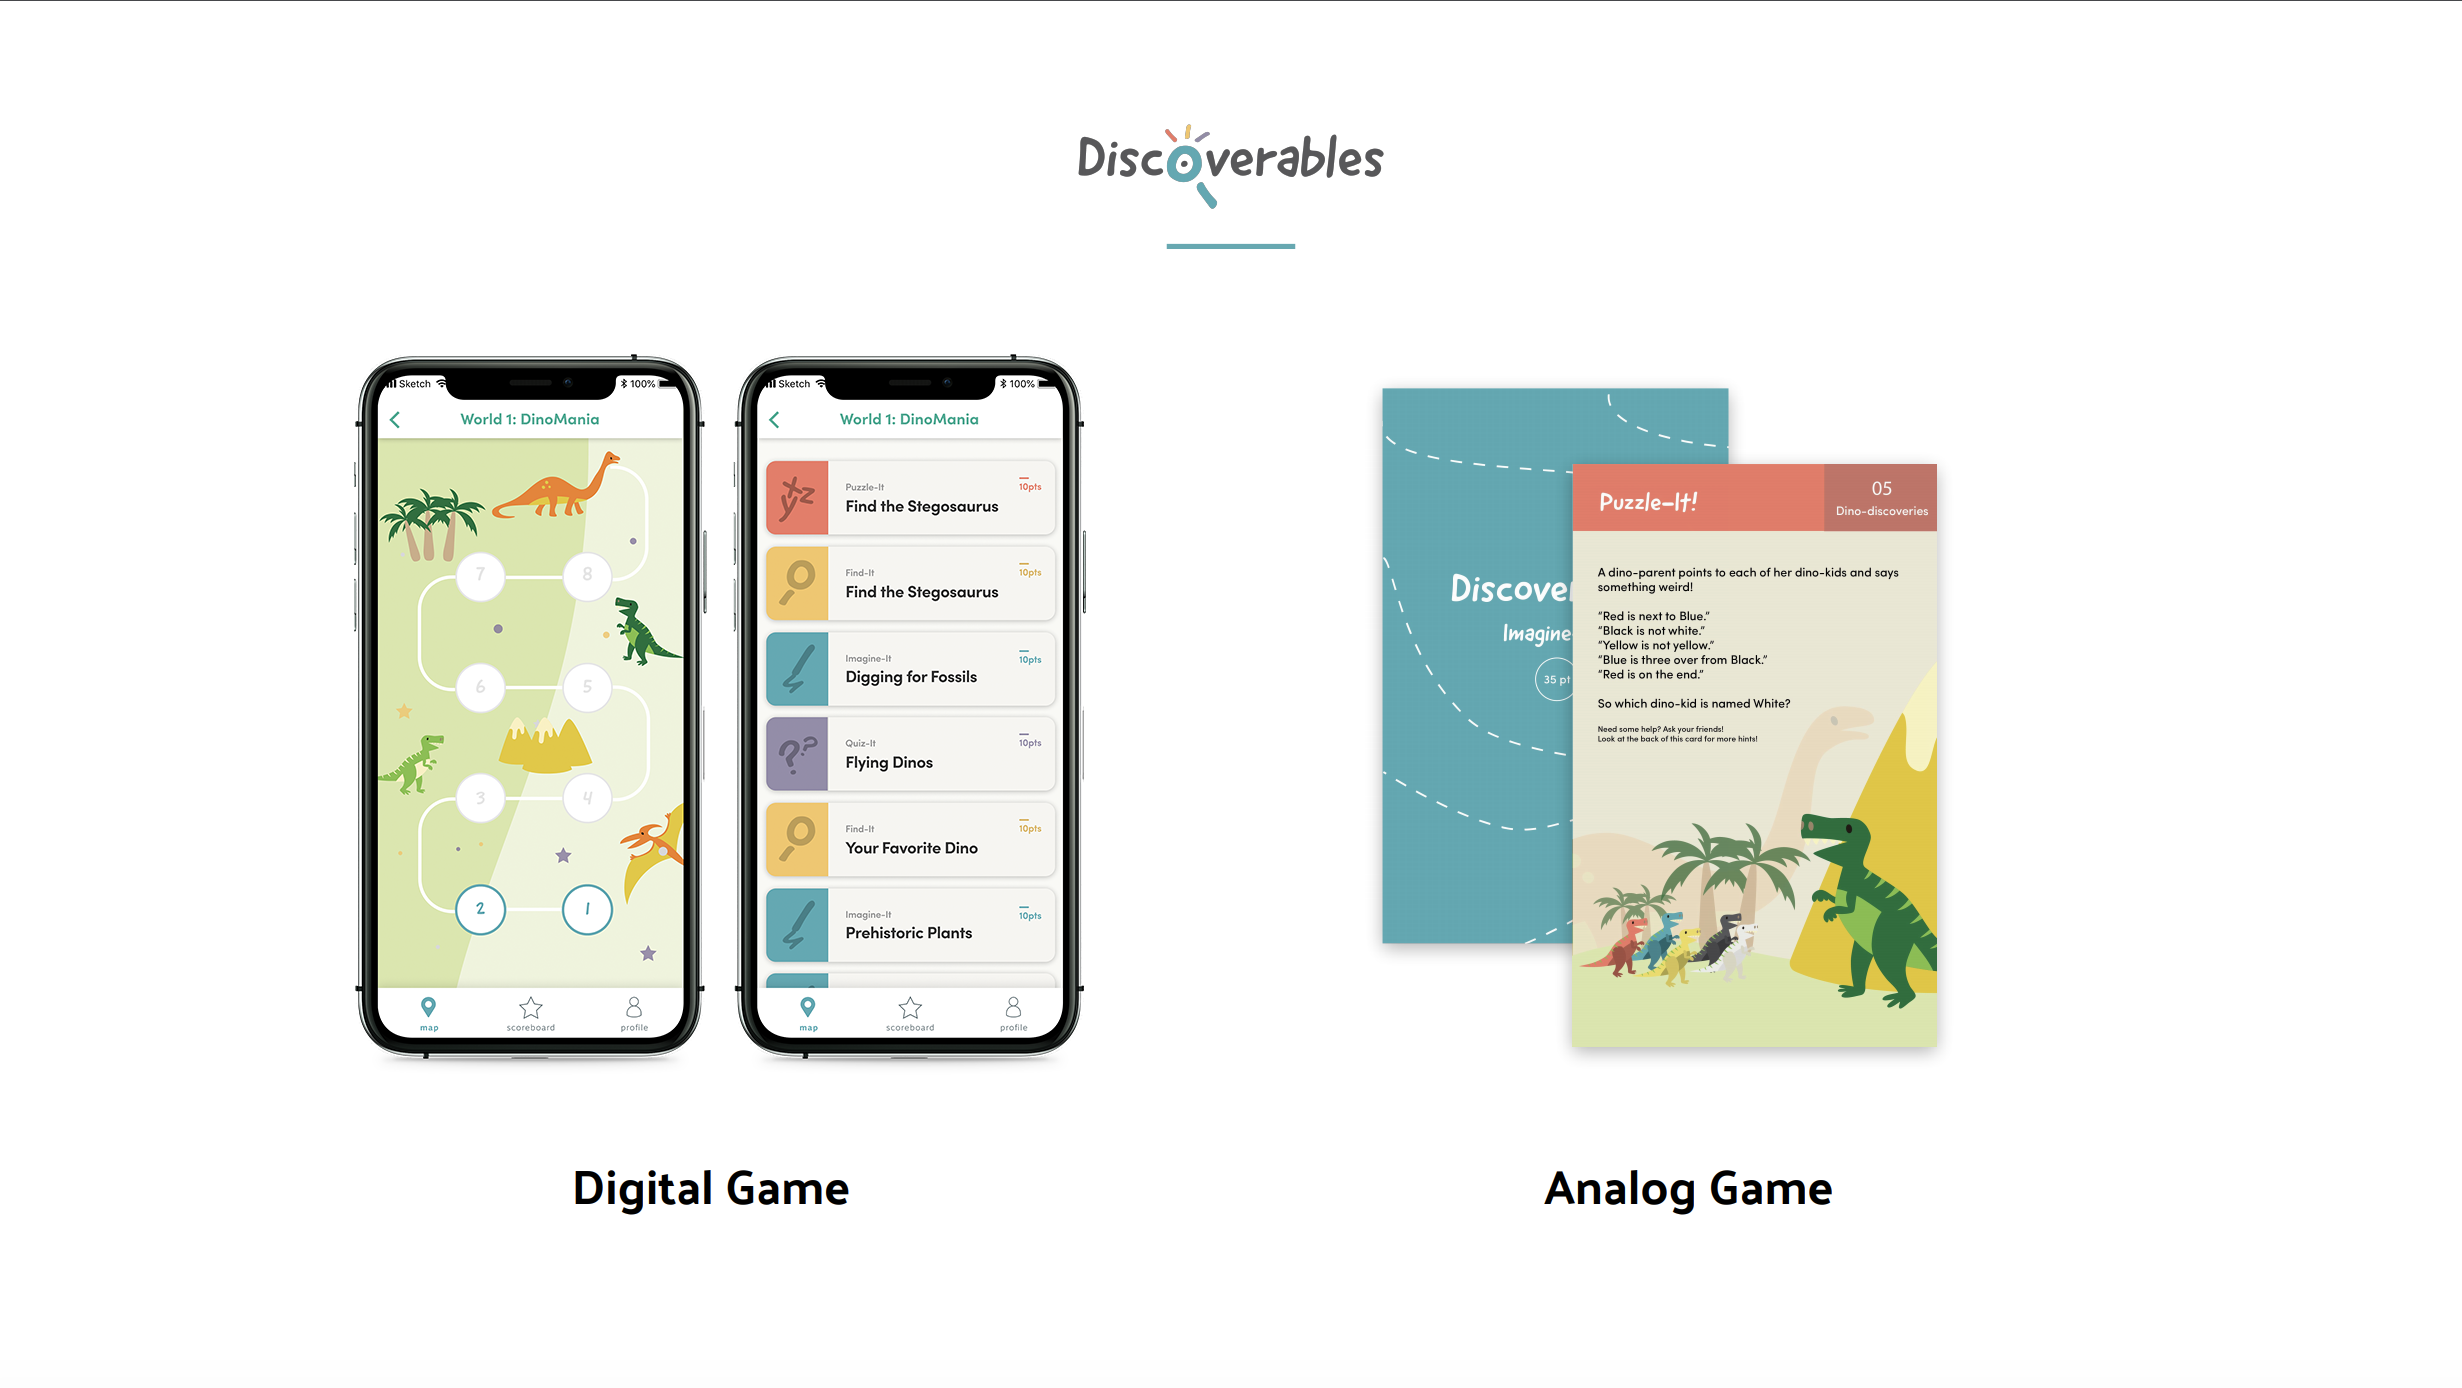 Discoverables
Sketch
100%
World 1: DinoMania
7
8
6
5
3
4
2
1
map
scoreboard
profile
Sketch
100%
World 1: DinoMania
Puzzle-It
Find the Stegosaurus
10pts
Find-It
Find the Stegosaurus
10pts
Imagine-It
Digging for Fossils
10pts
Quiz-It
Flying Dinos
10pts
Find-It
Your Favorite Dino
10pts
Imagine-It
Prehistoric Plants
10pts
map
scoreboard
profile
Discove
Imagine
35 pt
Puzzle-It!
05
Dino-discoveries
A dino-parent points to each of her dino-kids and says
something weird!
"Red is next to Blue."
"Black is not white."
"Yellow is not yellow."
"Blue is three over from Black."
"Red is on the end."
So which dino-kid is named White?
Need some help? Ask your friends!
Look at the back of this card for more hints!
Digital Game
Analog Game